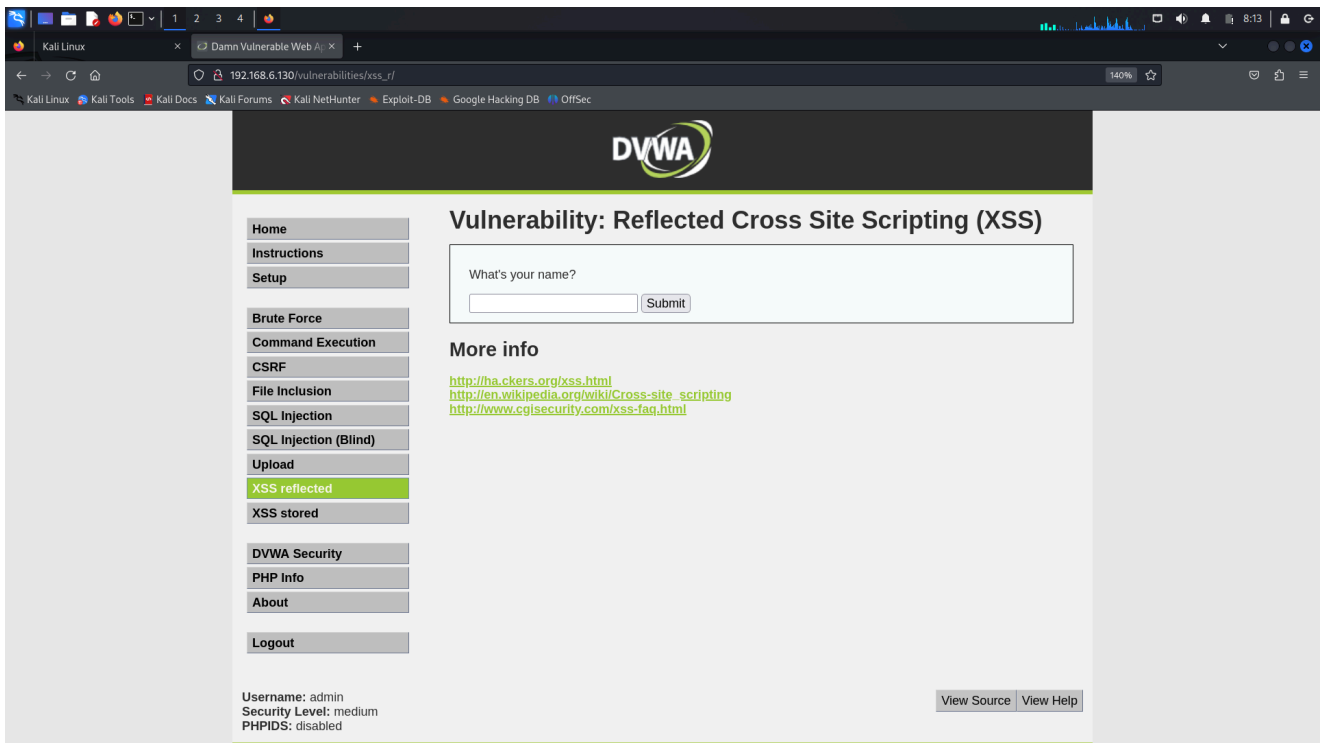 1 2 3 4
8:13
Kali Linux
Damn Vulnerable Web Ap
192.168.6.130/vulnerabilities/xss_r/
140%
Kali Linux Kali Tools Kali Docs Kali Forums Kali NetHunter Exploit-DB Google Hacking DB OffSec
DVWA
Home
Instructions
Setup
Brute Force
Command Execution
CSRF
File Inclusion
SQL Injection
SQL Injection (Blind)
Upload
XSS reflected
XSS stored
DVWA Security
PHP Info
About
Logout
Vulnerability: Reflected Cross Site Scripting (XSS)
What's your name?
Submit
More info
http://ha.ckers.org/xss.html
http://en.wikipedia.org/wiki/Cross-site_scripting
http://www.cgisecurity.com/xss-faq.html
Username: admin
Security Level: medium
PHPIDS: disabled
View Source View Help